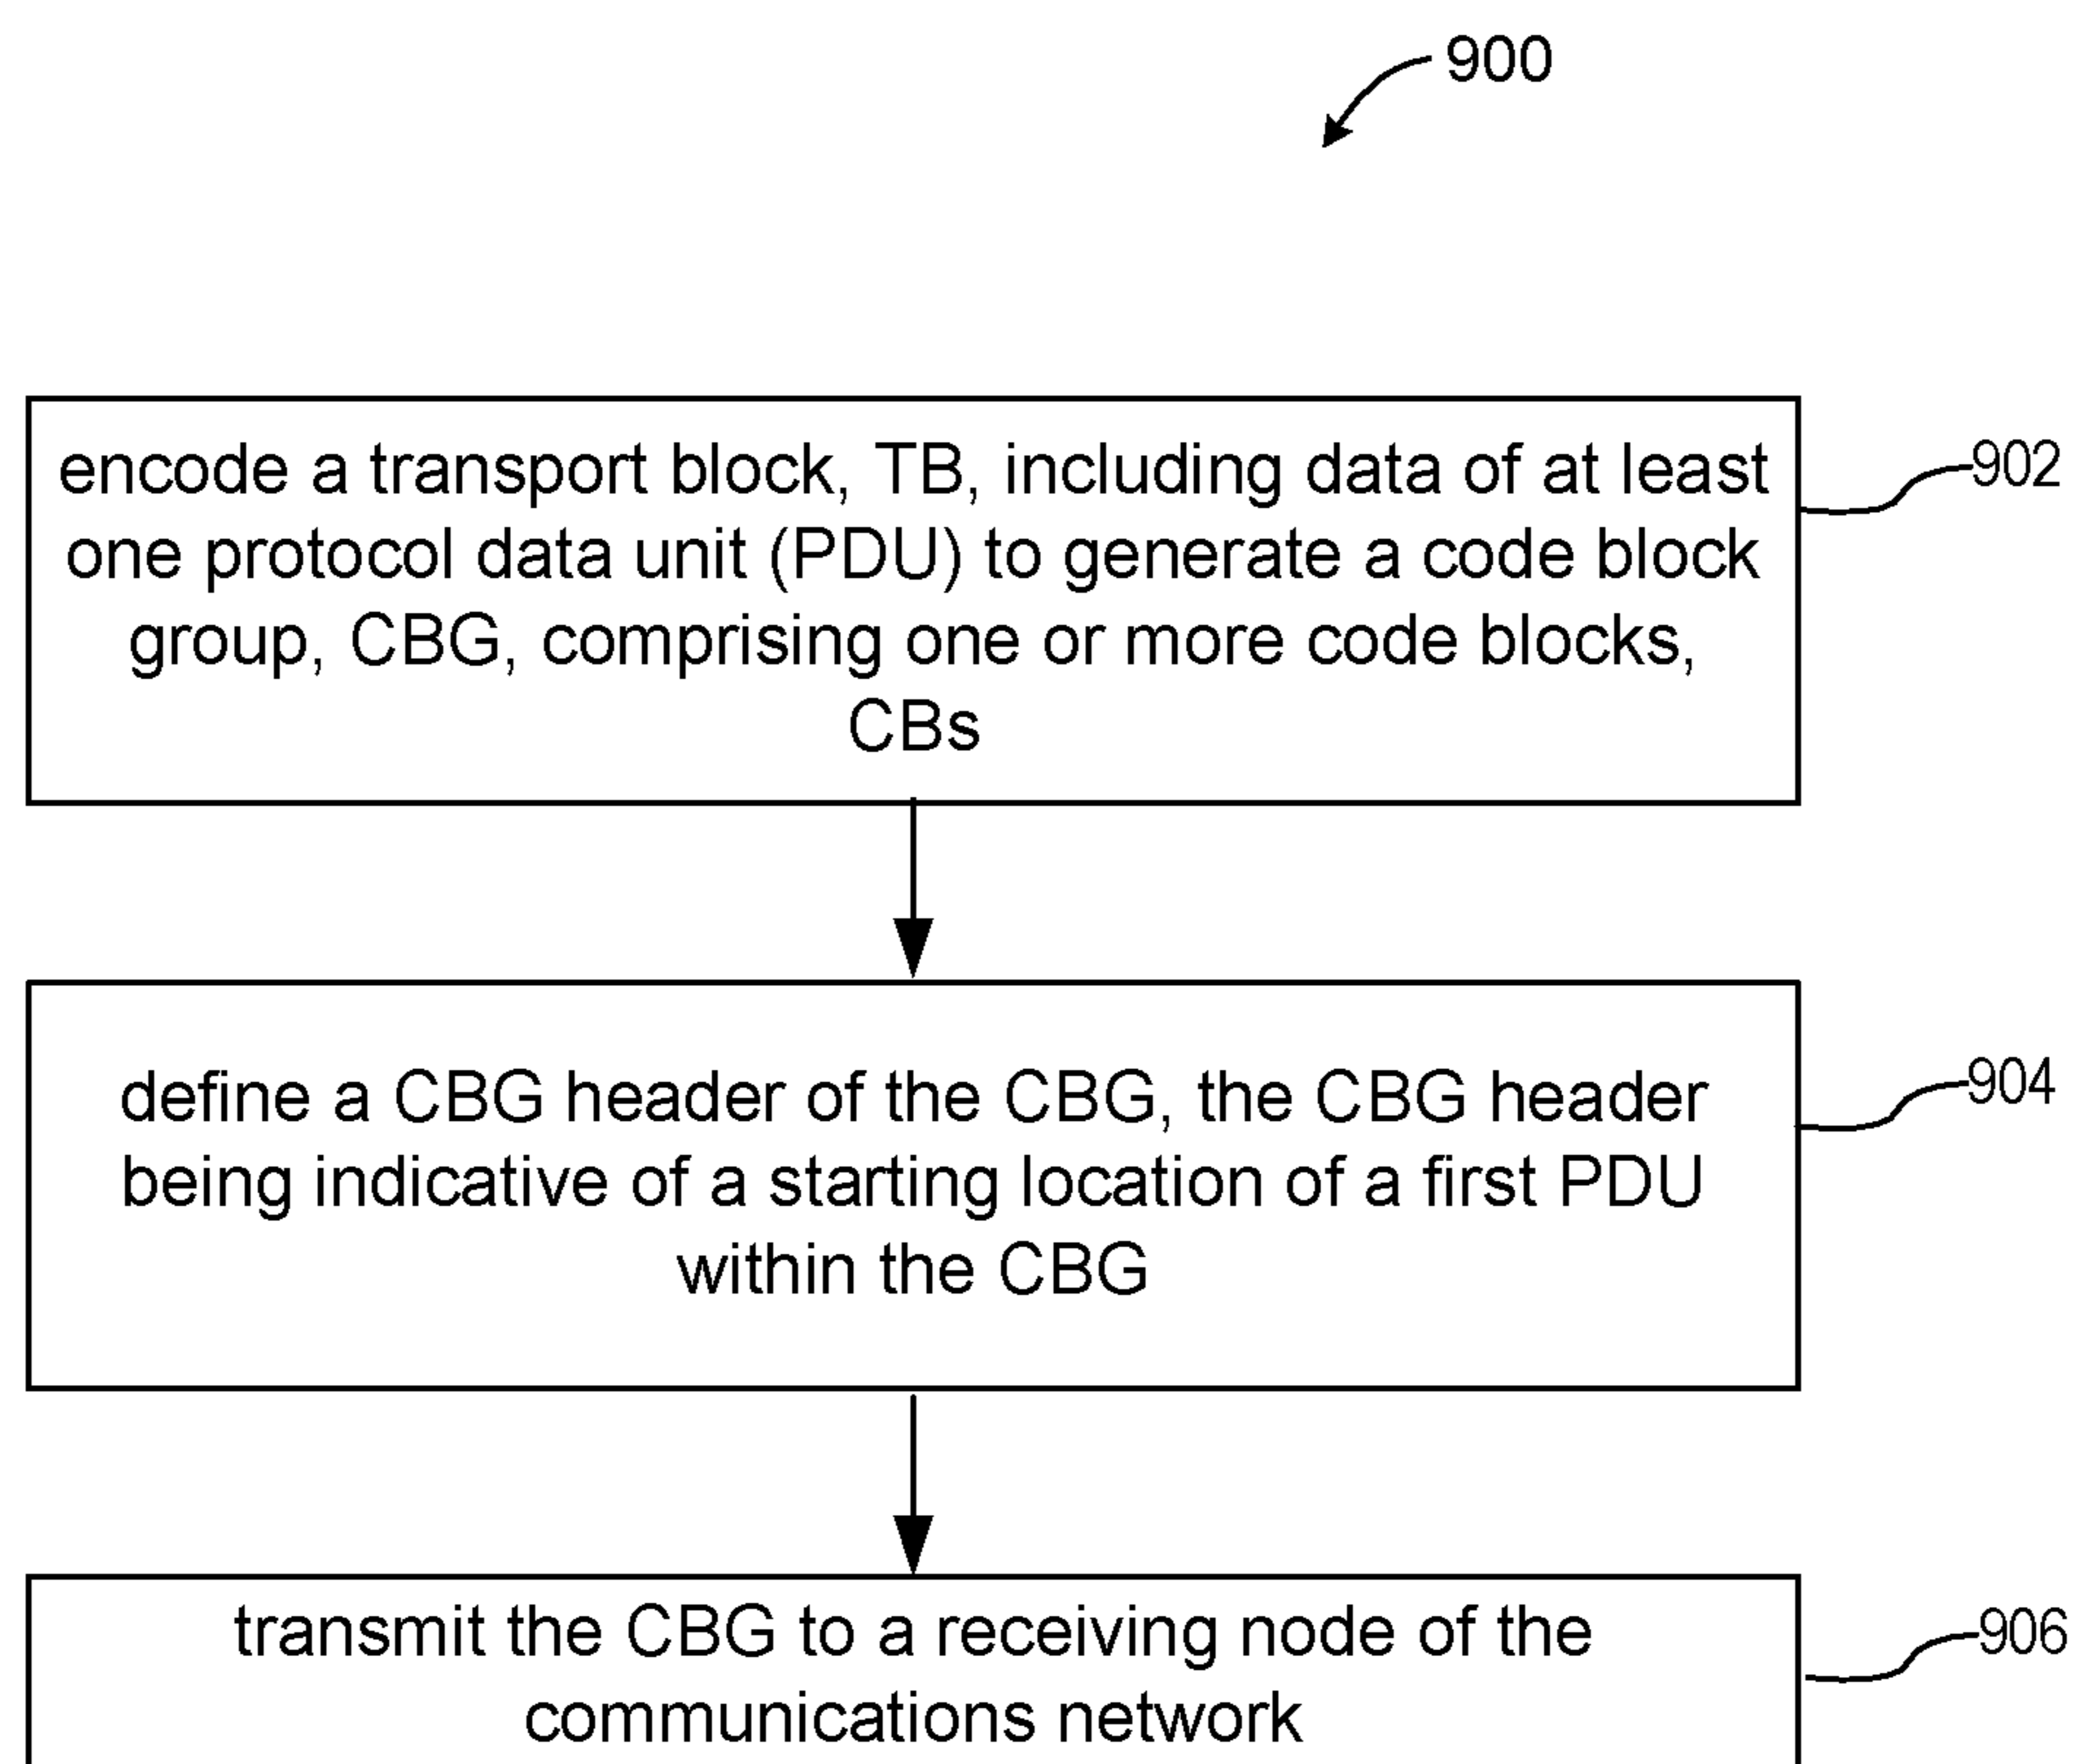 900
encode a transport block, TB, including data of at least
one protocol data unit (PDU) to generate a code block
group, CBG, comprising one or more code blocks,
CBs
902
define a CBG header of the CBG, the CBG header
being indicative of a starting location of a first PDU
within the CBG
904
transmit the CBG to a receiving node of the
communications network
906